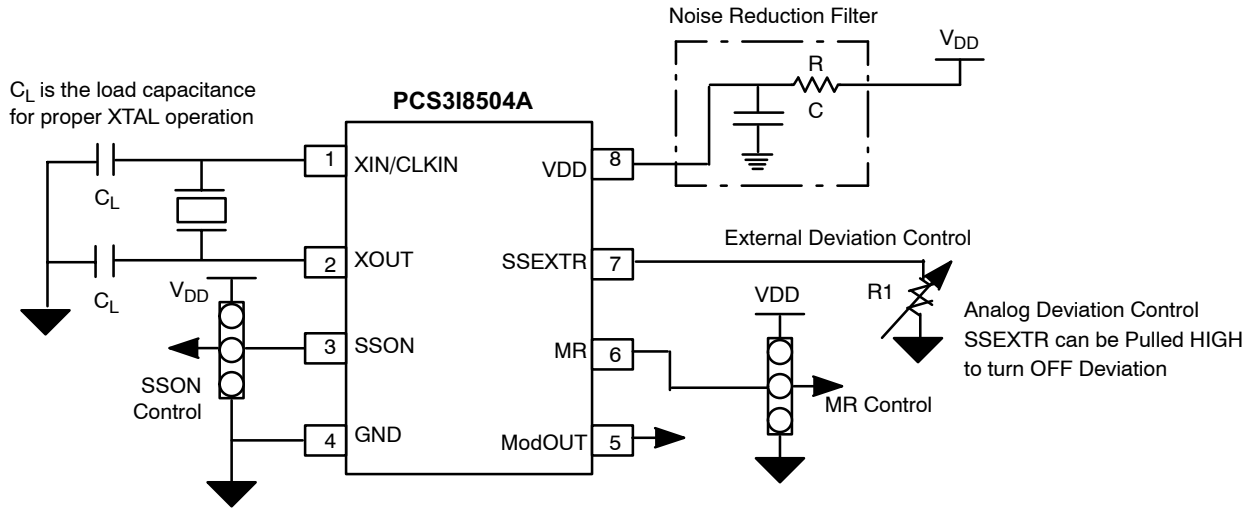 Noise Reduction Filter
V_DD
R
C
C_L is the load capacitance
for proper XTAL operation
PCS3I8504A
1
XIN/CLKIN
VDD
8
C_L
External Deviation Control
2
XOUT
SSEXTR
7
C_L
V_DD
VDD
R1
Analog Deviation Control
SSEXTR can be Pulled HIGH
to turn OFF Deviation
3
SSON
MR
6
SSON
Control
MR Control
4
GND
ModOUT
5